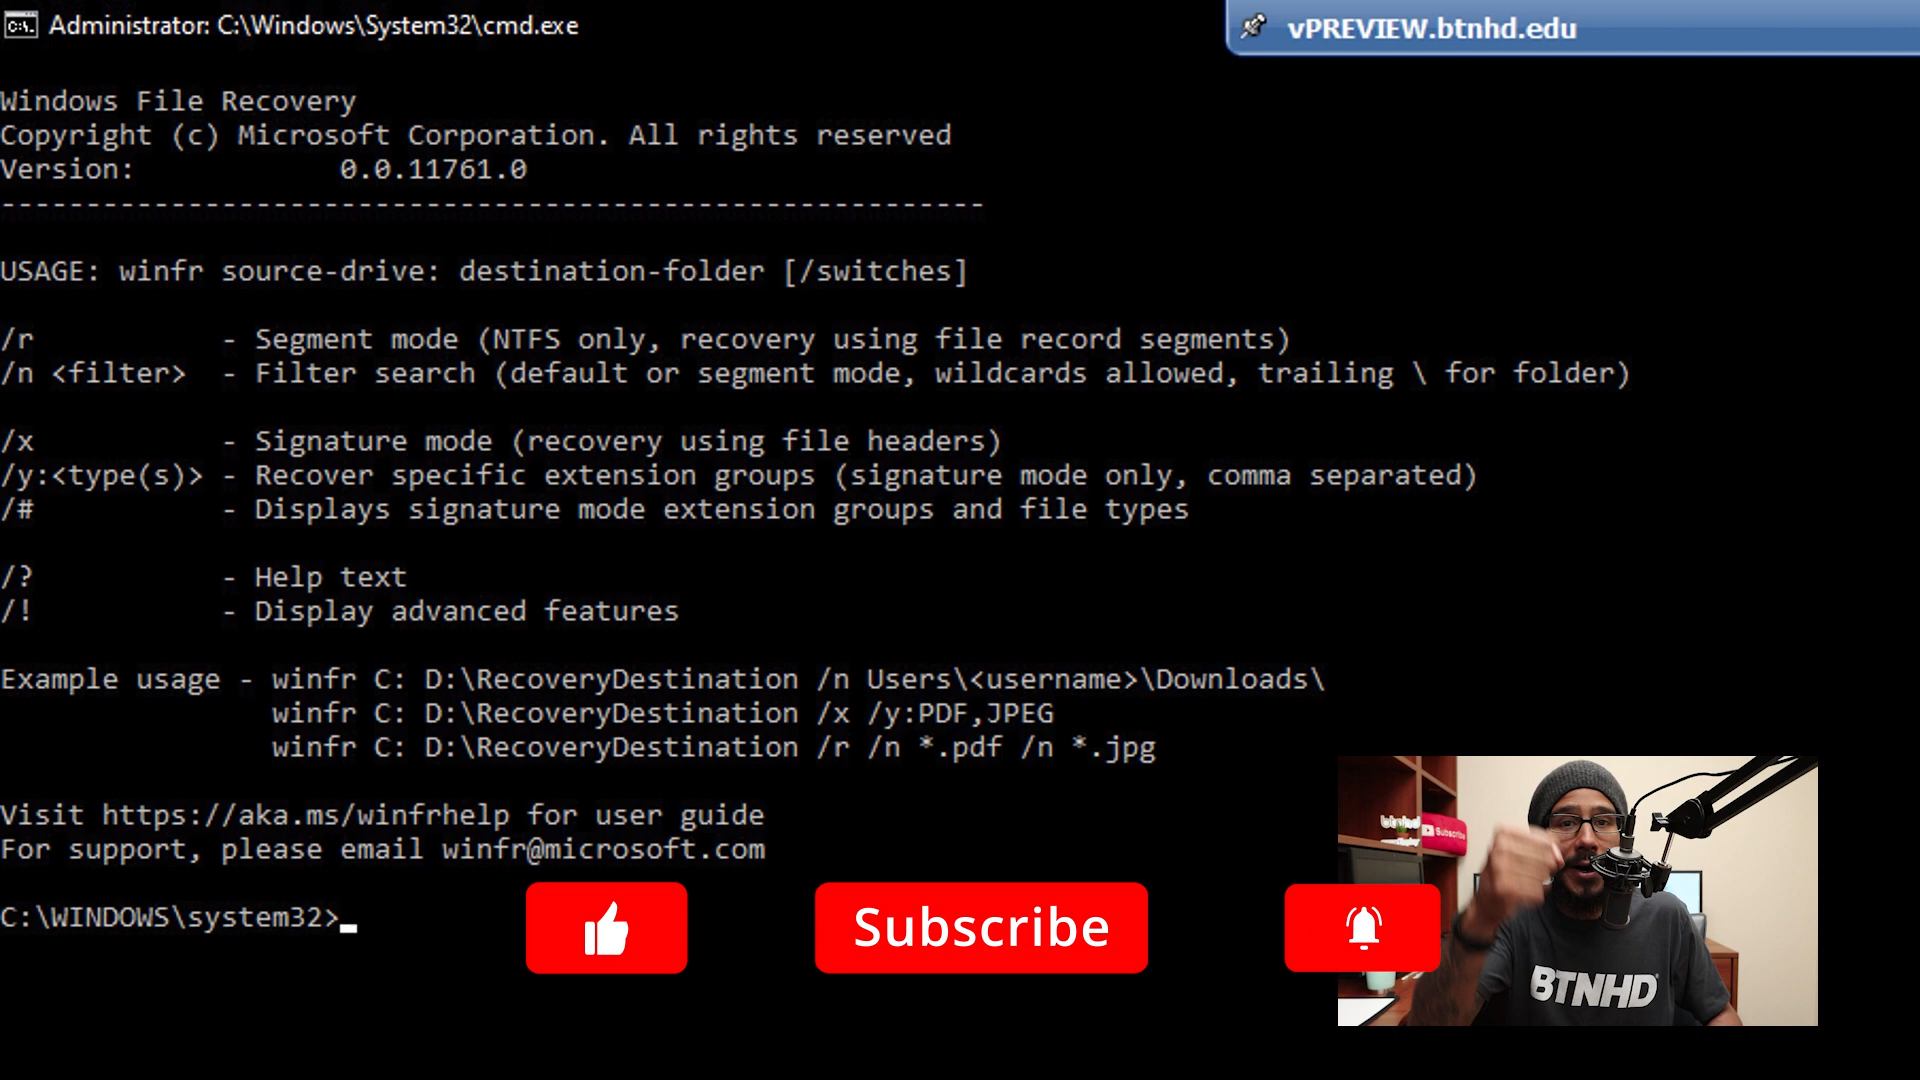 Administrator: C:\Windows\System32\cmd.exe
vPREVIEW.btnhd.edu
Windows File Recovery
Copyright (c) Microsoft Corporation. All rights reserved
Version: 0.0.11761.0
----------------------------------------------------------
USAGE: winfr source-drive: destination-folder [/switches]
/r - Segment mode (NTFS only, recovery using file record segments)
/n <filter> - Filter search (default or segment mode, wildcards allowed, trailing \ for folder)
/x - Signature mode (recovery using file headers)
/y:<type(s)> - Recover specific extension groups (signature mode only, comma separated)
/# - Displays signature mode extension groups and file types
/? - Help text
/! - Display advanced features
Example usage - winfr C: D:\RecoveryDestination /n Users\<username>\Downloads\
winfr C: D:\RecoveryDestination /x /y:PDF,JPEG
winfr C: D:\RecoveryDestination /r /n *.pdf /n *.jpg
Visit https://aka.ms/winfrhelp for user guide
For support, please email winfr@microsoft.com
C:\WINDOWS\system32>
Subscribe
btnhd
Subscribe
BTNHD